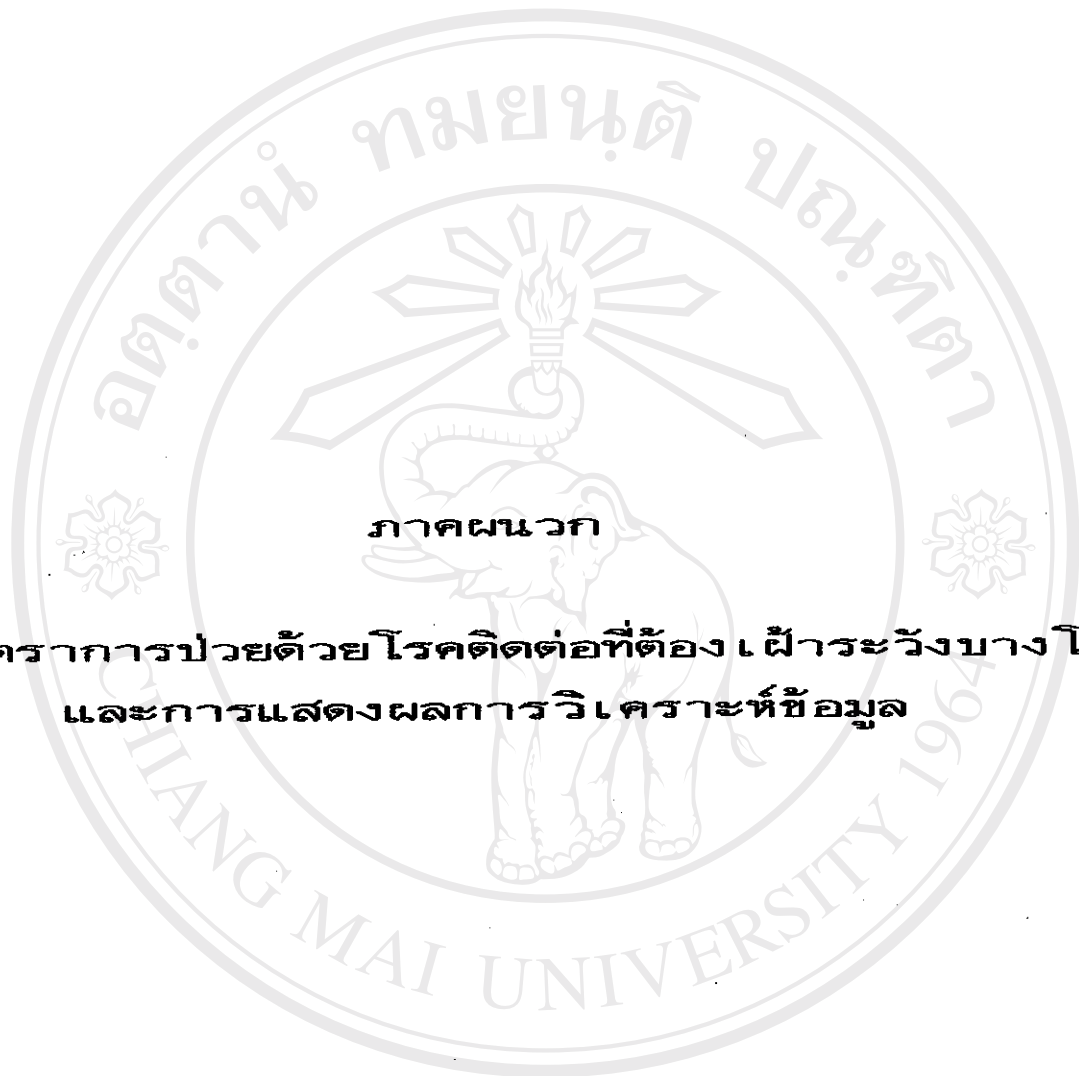 อตฺตานํ ทมยนฺติ ปณฺฑิตา
ภาคผนวก
ตราการป่วยด้วยโรคติดต่อที่ต้องเฝ้าระวังบางโ
และการแสดงผลการวิเคราะห์ข้อมูล
CHIANG MAI UNIVERSITY 1964